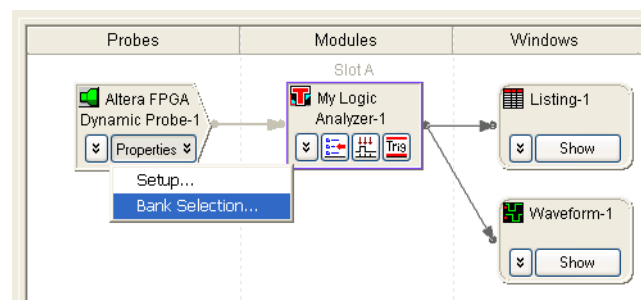 Probes
Modules
Windows
Slot A
Altera FPGA
Dynamic Probe-1
Properties
Setup...
Bank Selection...
My Logic
Analyzer-1
Trig
Listing-1
Show
Waveform-1
Show